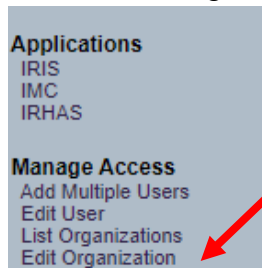 Applications
IRIS
IMC
IRHAS
Manage Access
Add Multiple Users
Edit User
List Organizations
Edit Organization